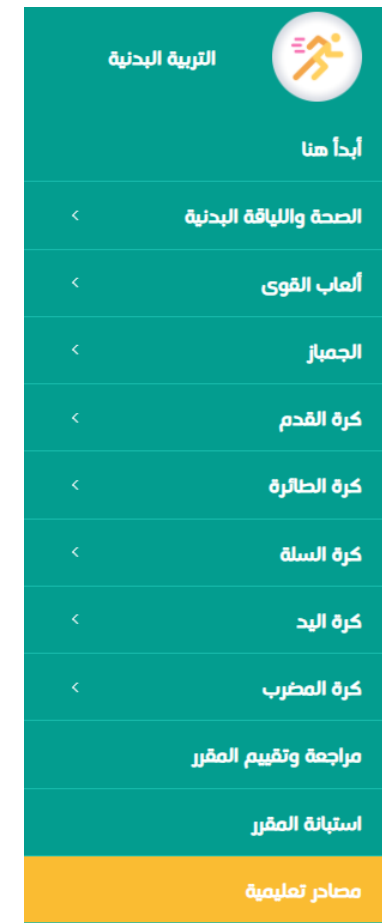 التربية البدنية
أبدأ هنا
الصحة واللياقة البدنية
ألعاب القوى
الجمباز
كرة القدم
كرة الطائرة
كرة السلة
كرة اليد
كرة المضرب
مراجعة وتقييم المقرر
استبانة المقرر
مصادر تعليمية